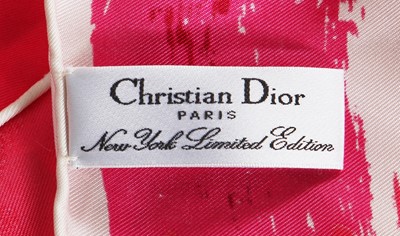 Christian Dior
PARIS
New York Limited Edition